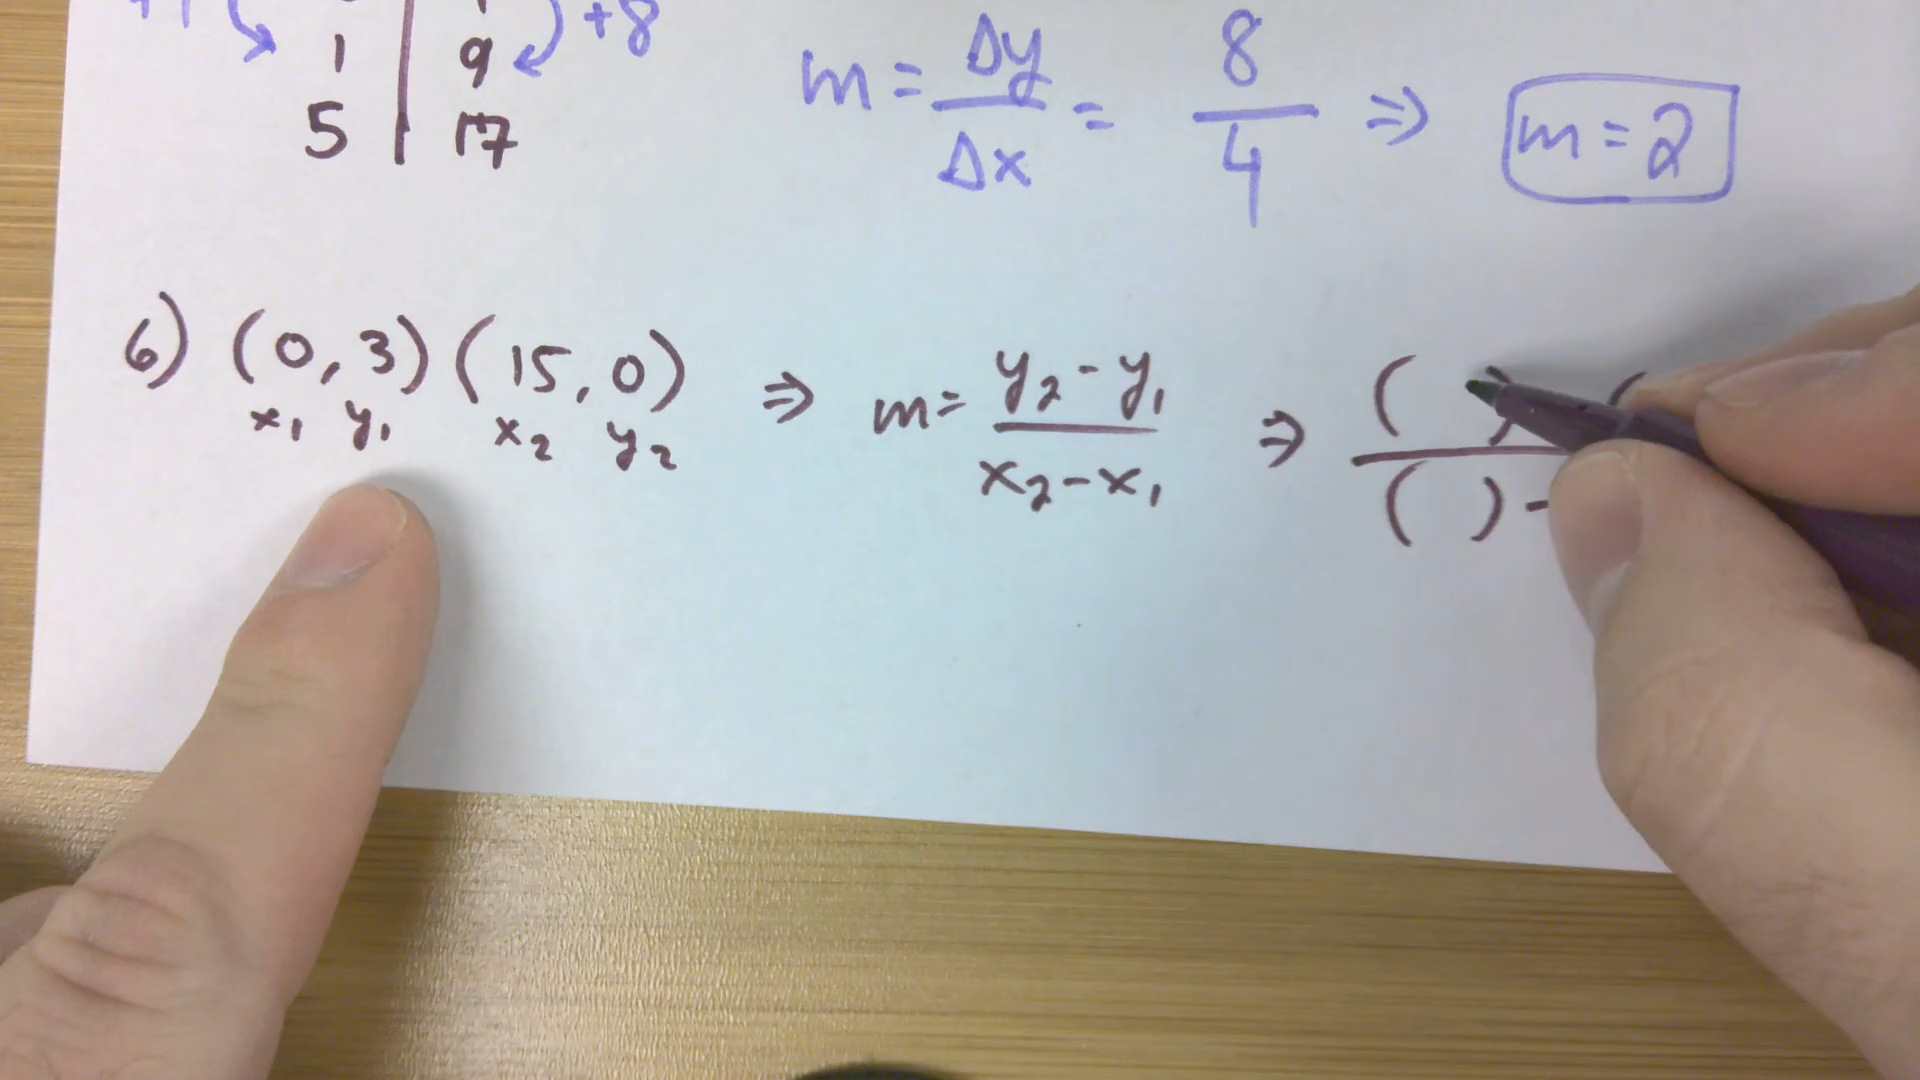 1 | 9 +8
5 | 17
m = Δy/Δx = 8/4 ⇒ m = 2
6) (0, 3) (15, 0) ⇒ m = y₂ - y₁ / x₂ - x₁ ⇒ ( ) ( / ( ) -
x₁ y₁ x₂ y₂